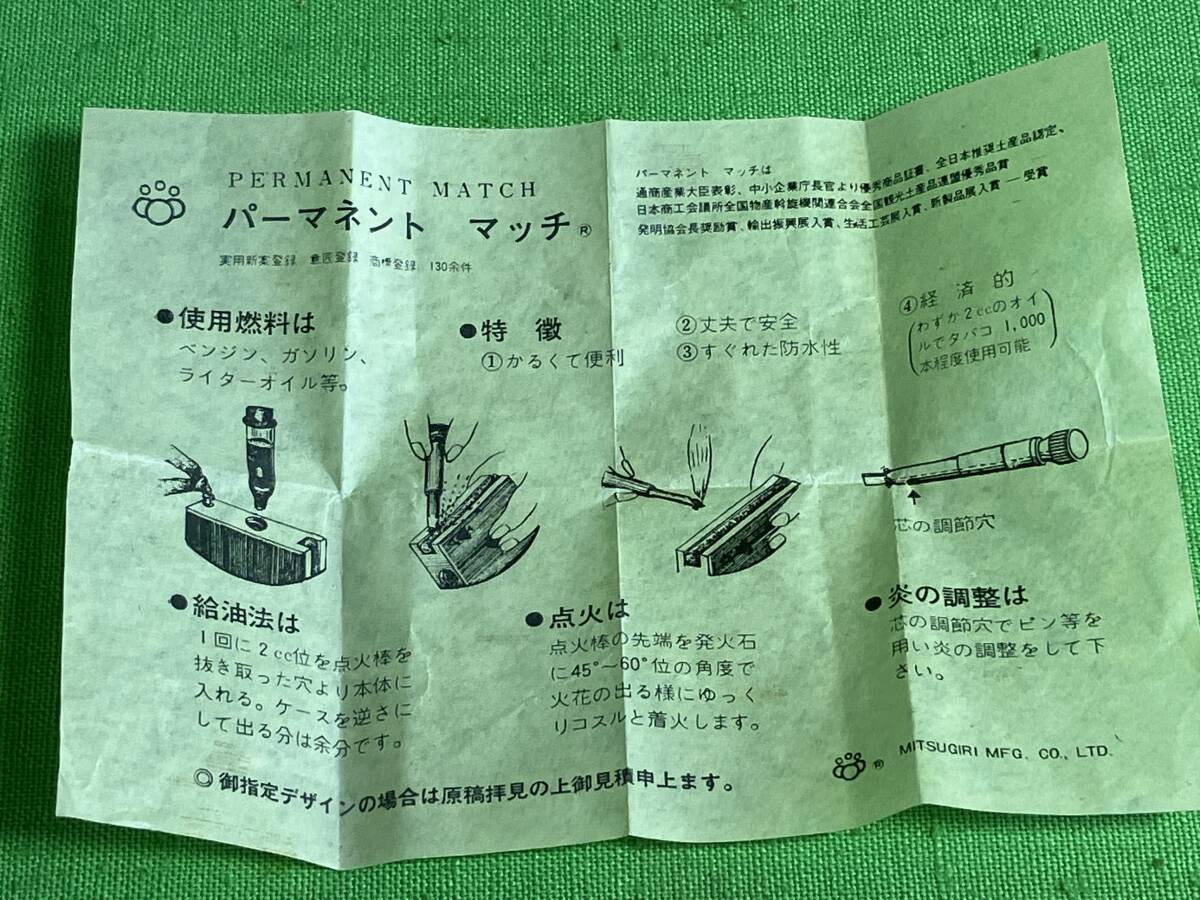 PERMANENT MATCH
パーマネント マッチ®
実用新案登録 意匠登録 商標登録 130余件
パーマネント マッチは
通商産業大臣表彰、中小企業庁長官より優秀商品証書、全日本推奨土産品認定、
日本商工会議所全国物産斡旋機関連合会全国観光土産品連盟優秀品賞
発明協会長奨励賞、輸出振興展入賞、生活工芸展入賞、新製品展入賞―受賞
●使用燃料は
ベンジン、ガソリン、
ライターオイル等。
●特徴
①かるくて便利
②丈夫で安全
③すぐれた防水性
④経済的
(わずか2ccのオイ
ルでタバコ 1,000
本程度使用可能)
芯の調節穴
●給油法は
1回に2cc位を点火棒を
抜き取った穴より本体に
入れる。ケースを逆さに
して出る分は余分です。
●点火は
点火棒の先端を発火石
に45°~60°位の角度で
火花の出る様にゆっく
りコスルと着火します。
●炎の調整は
芯の調節穴でピン等を
用い炎の調整をして下
さい。
◎御指定デザインの場合は原稿拝見の上御見積申上ます。
® MITSUGIRI MFG. CO., LTD.